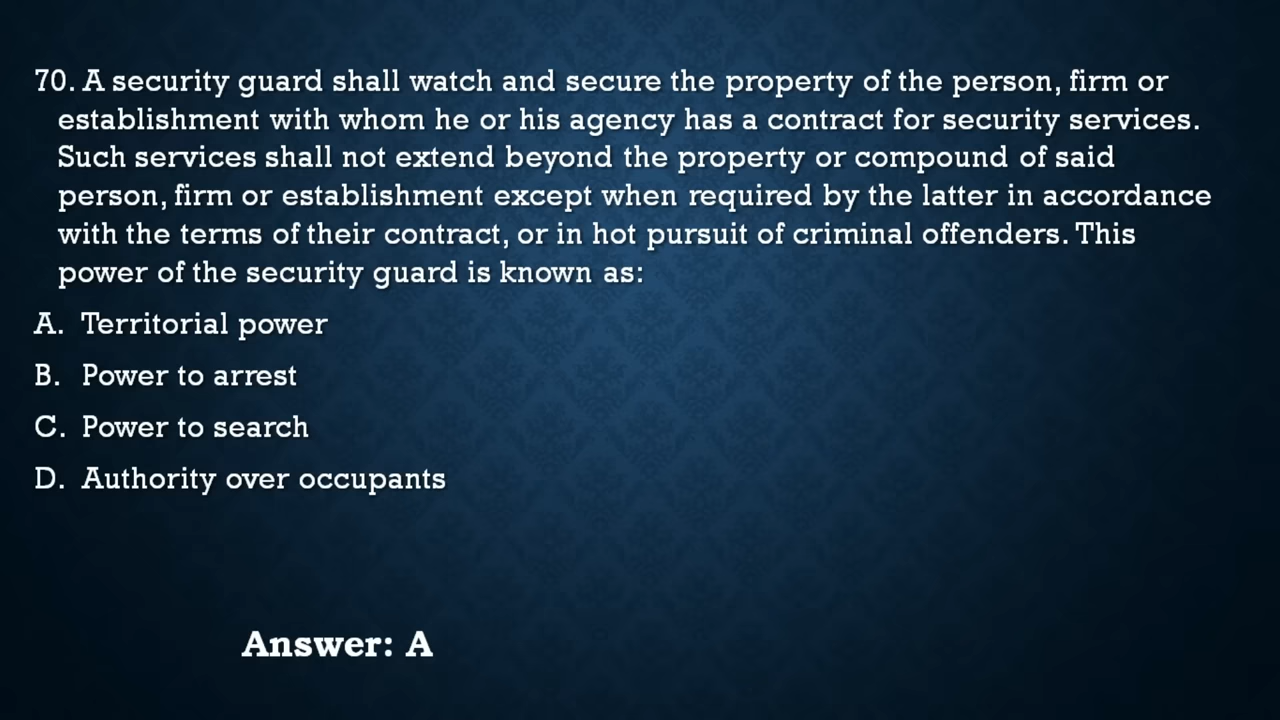 70. A security guard shall watch and secure the property of the person, firm or
establishment with whom he or his agency has a contract for security services.
Such services shall not extend beyond the property or compound of said
person, firm or establishment except when required by the latter in accordance
with the terms of their contract, or in hot pursuit of criminal offenders. This
power of the security guard is known as:
A. Territorial power
B. Power to arrest
C. Power to search
D. Authority over occupants
Answer: A